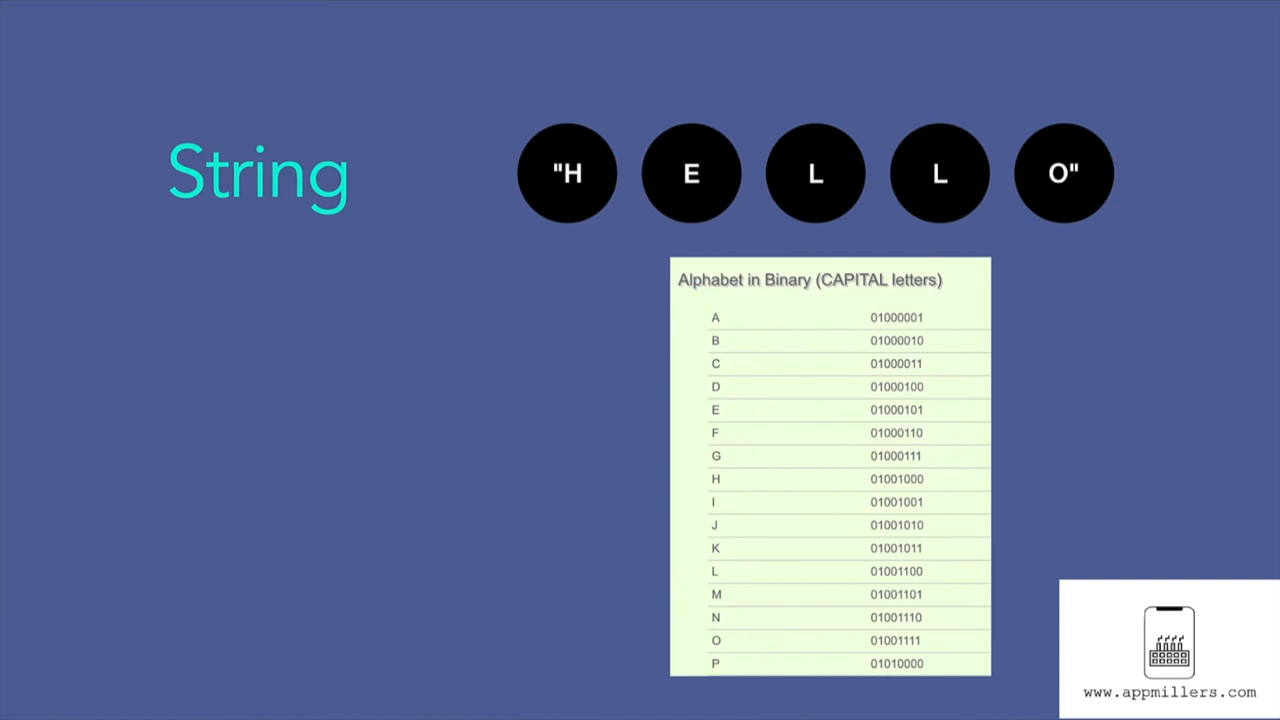 String
"H E L L O"
Alphabet in Binary (CAPITAL letters)
A 01000001
B 01000010
C 01000011
D 01000100
E 01000101
F 01000110
G 01000111
H 01001000
I 01001001
J 01001010
K 01001011
L 01001100
M 01001101
N 01001110
O 01001111
P 01010000
www.appmillers.com